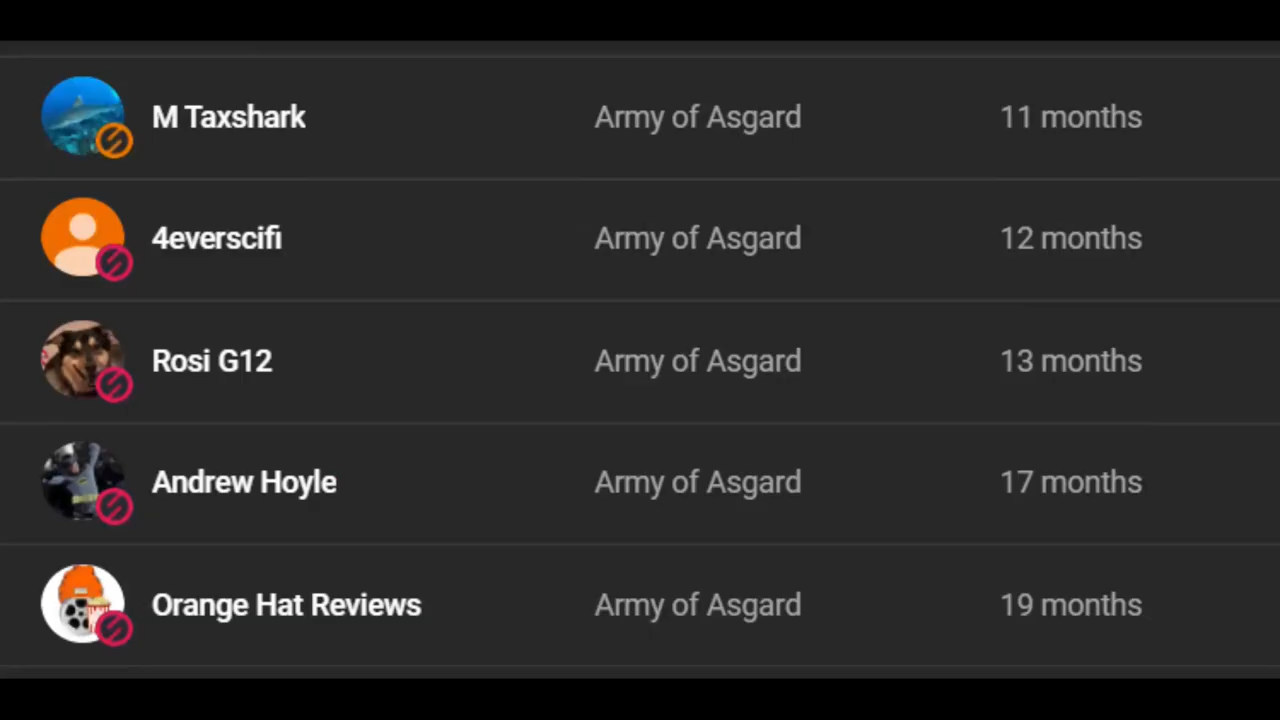 M Taxshark Army of Asgard 11 months
4everscifi Army of Asgard 12 months
Rosi G12 Army of Asgard 13 months
Andrew Hoyle Army of Asgard 17 months
Orange Hat Reviews Army of Asgard 19 months